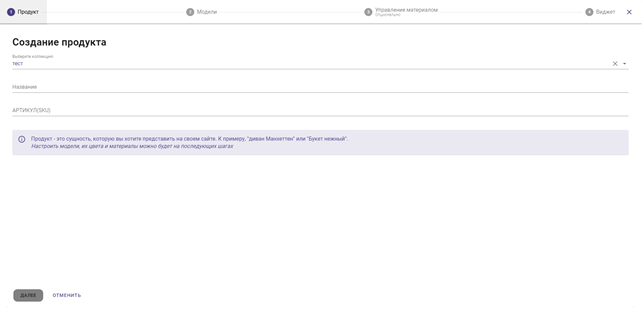 1 Продукт
2 Модели
3 Управление материалом
Опционально
4 Виджет
Создание продукта
Выберите коллекцию
тест
Название
АРТИКУЛ(SKU)
Продукт - это сущность, которую вы хотите представить на своем сайте. К примеру, "диван Манхеттен" или "Букет нежный".
Настроить модели, их цвета и материалы можно будет на последующих шагах
ДАЛЕЕ
ОТМЕНИТЬ